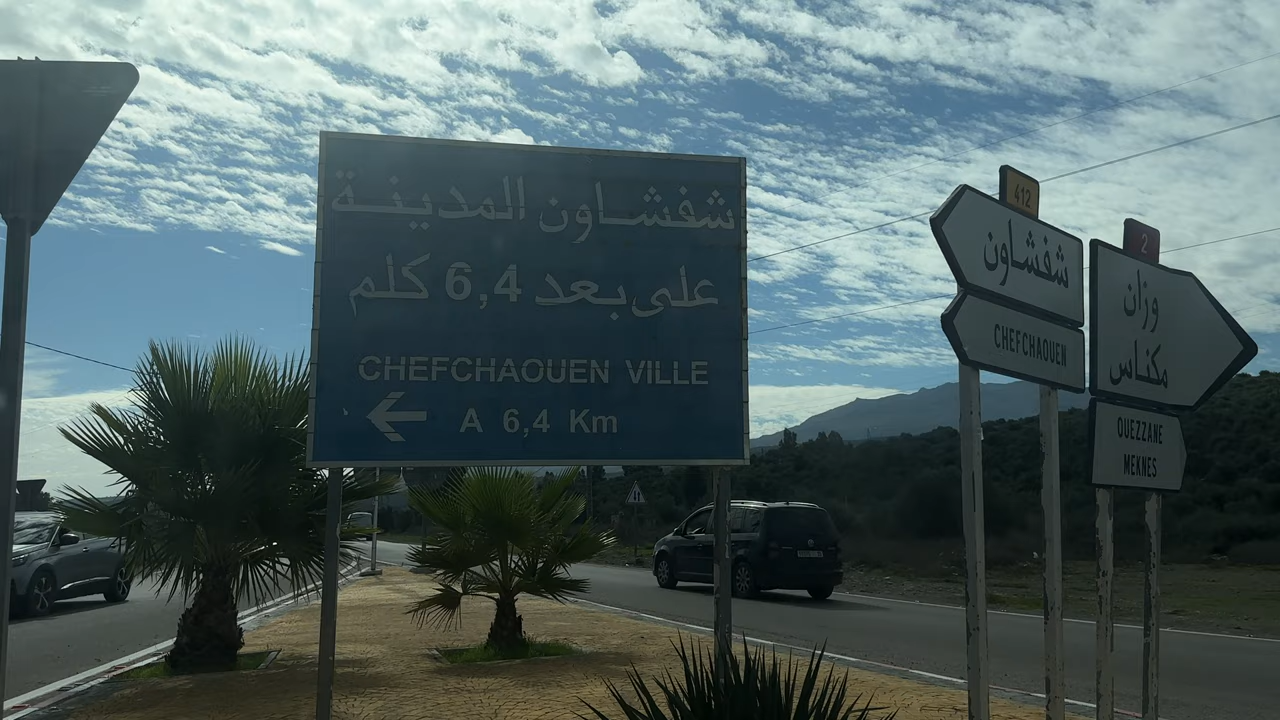 شفشاون المدينة
على بعد 6,4 كلم
CHEFCHAOUEN VILLE
A 6,4 Km
412
شفشاون
CHEFCHAOUEN
2
وزان
مكناس
OUEZZANE
MEKNES